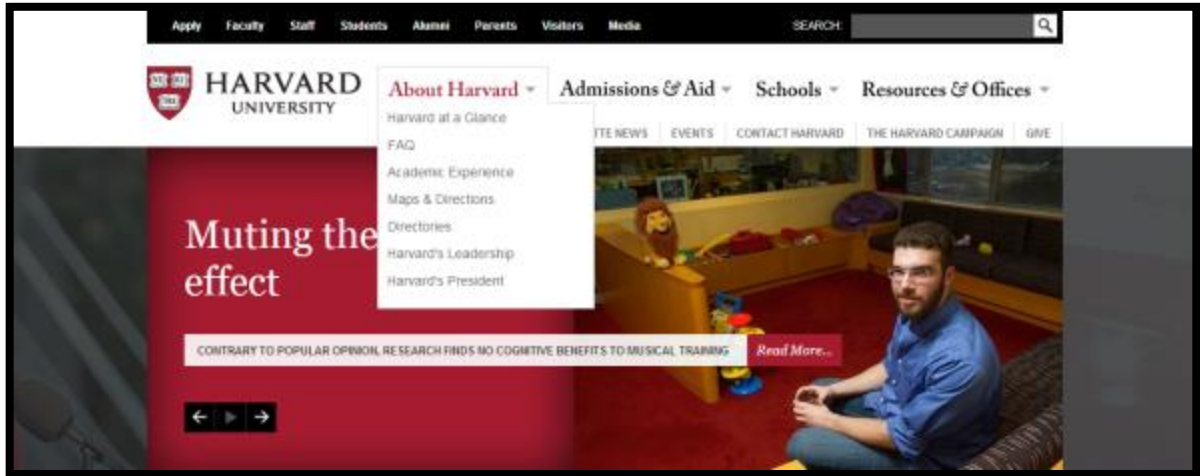 Apply Faculty Staff Students Alumni Parents Visitors Media SEARCH:
HARVARD
UNIVERSITY
About Harvard Admissions & Aid Schools Resources & Offices
Harvard at a Glance
FAQ
Academic Experience
Maps & Directions
Directories
Harvard's Leadership
Harvard's President
NEWS EVENTS CONTACT HARVARD THE HARVARD CAMPAIGN GIVE
Muting the
effect
CONTRARY TO POPULAR OPINION, RESEARCH FINDS NO COGNITIVE BENEFITS TO MUSICAL TRAINING Read More...